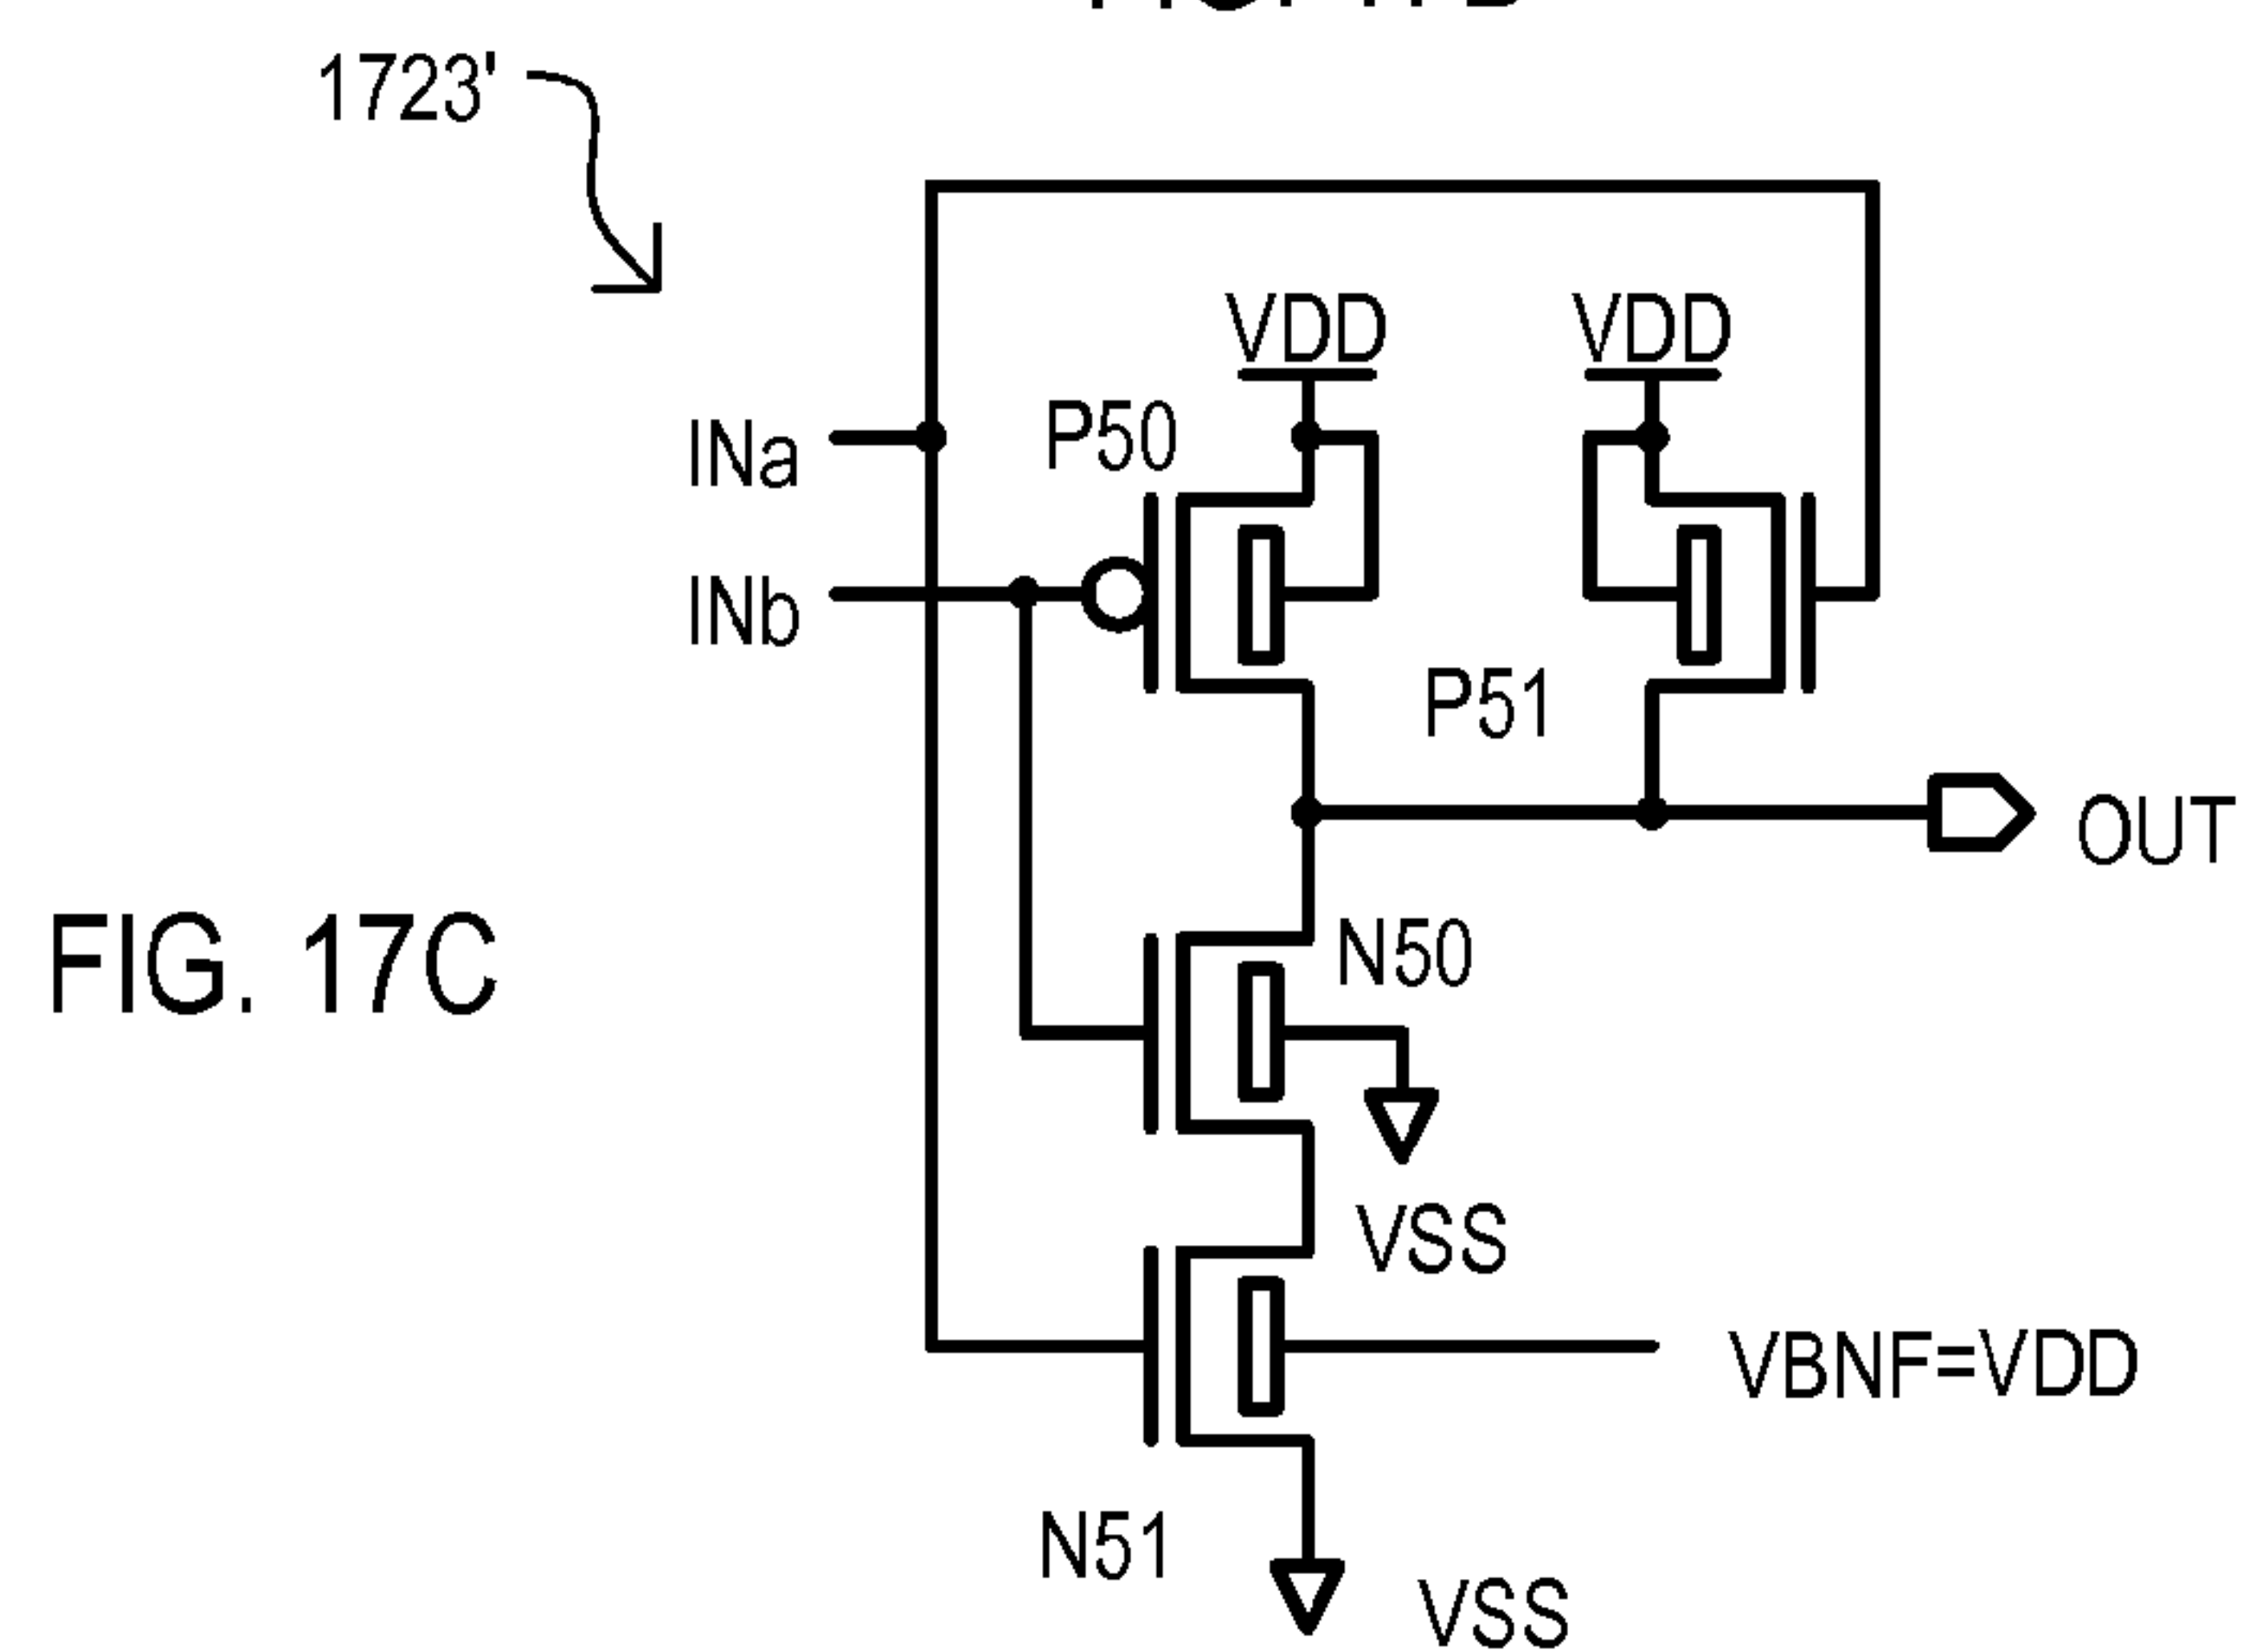 1723'
VDD
VDD
P50
INa
INb
P51
OUT
N50
FIG. 17C
VSS
VBNF=VDD
N51
VSS